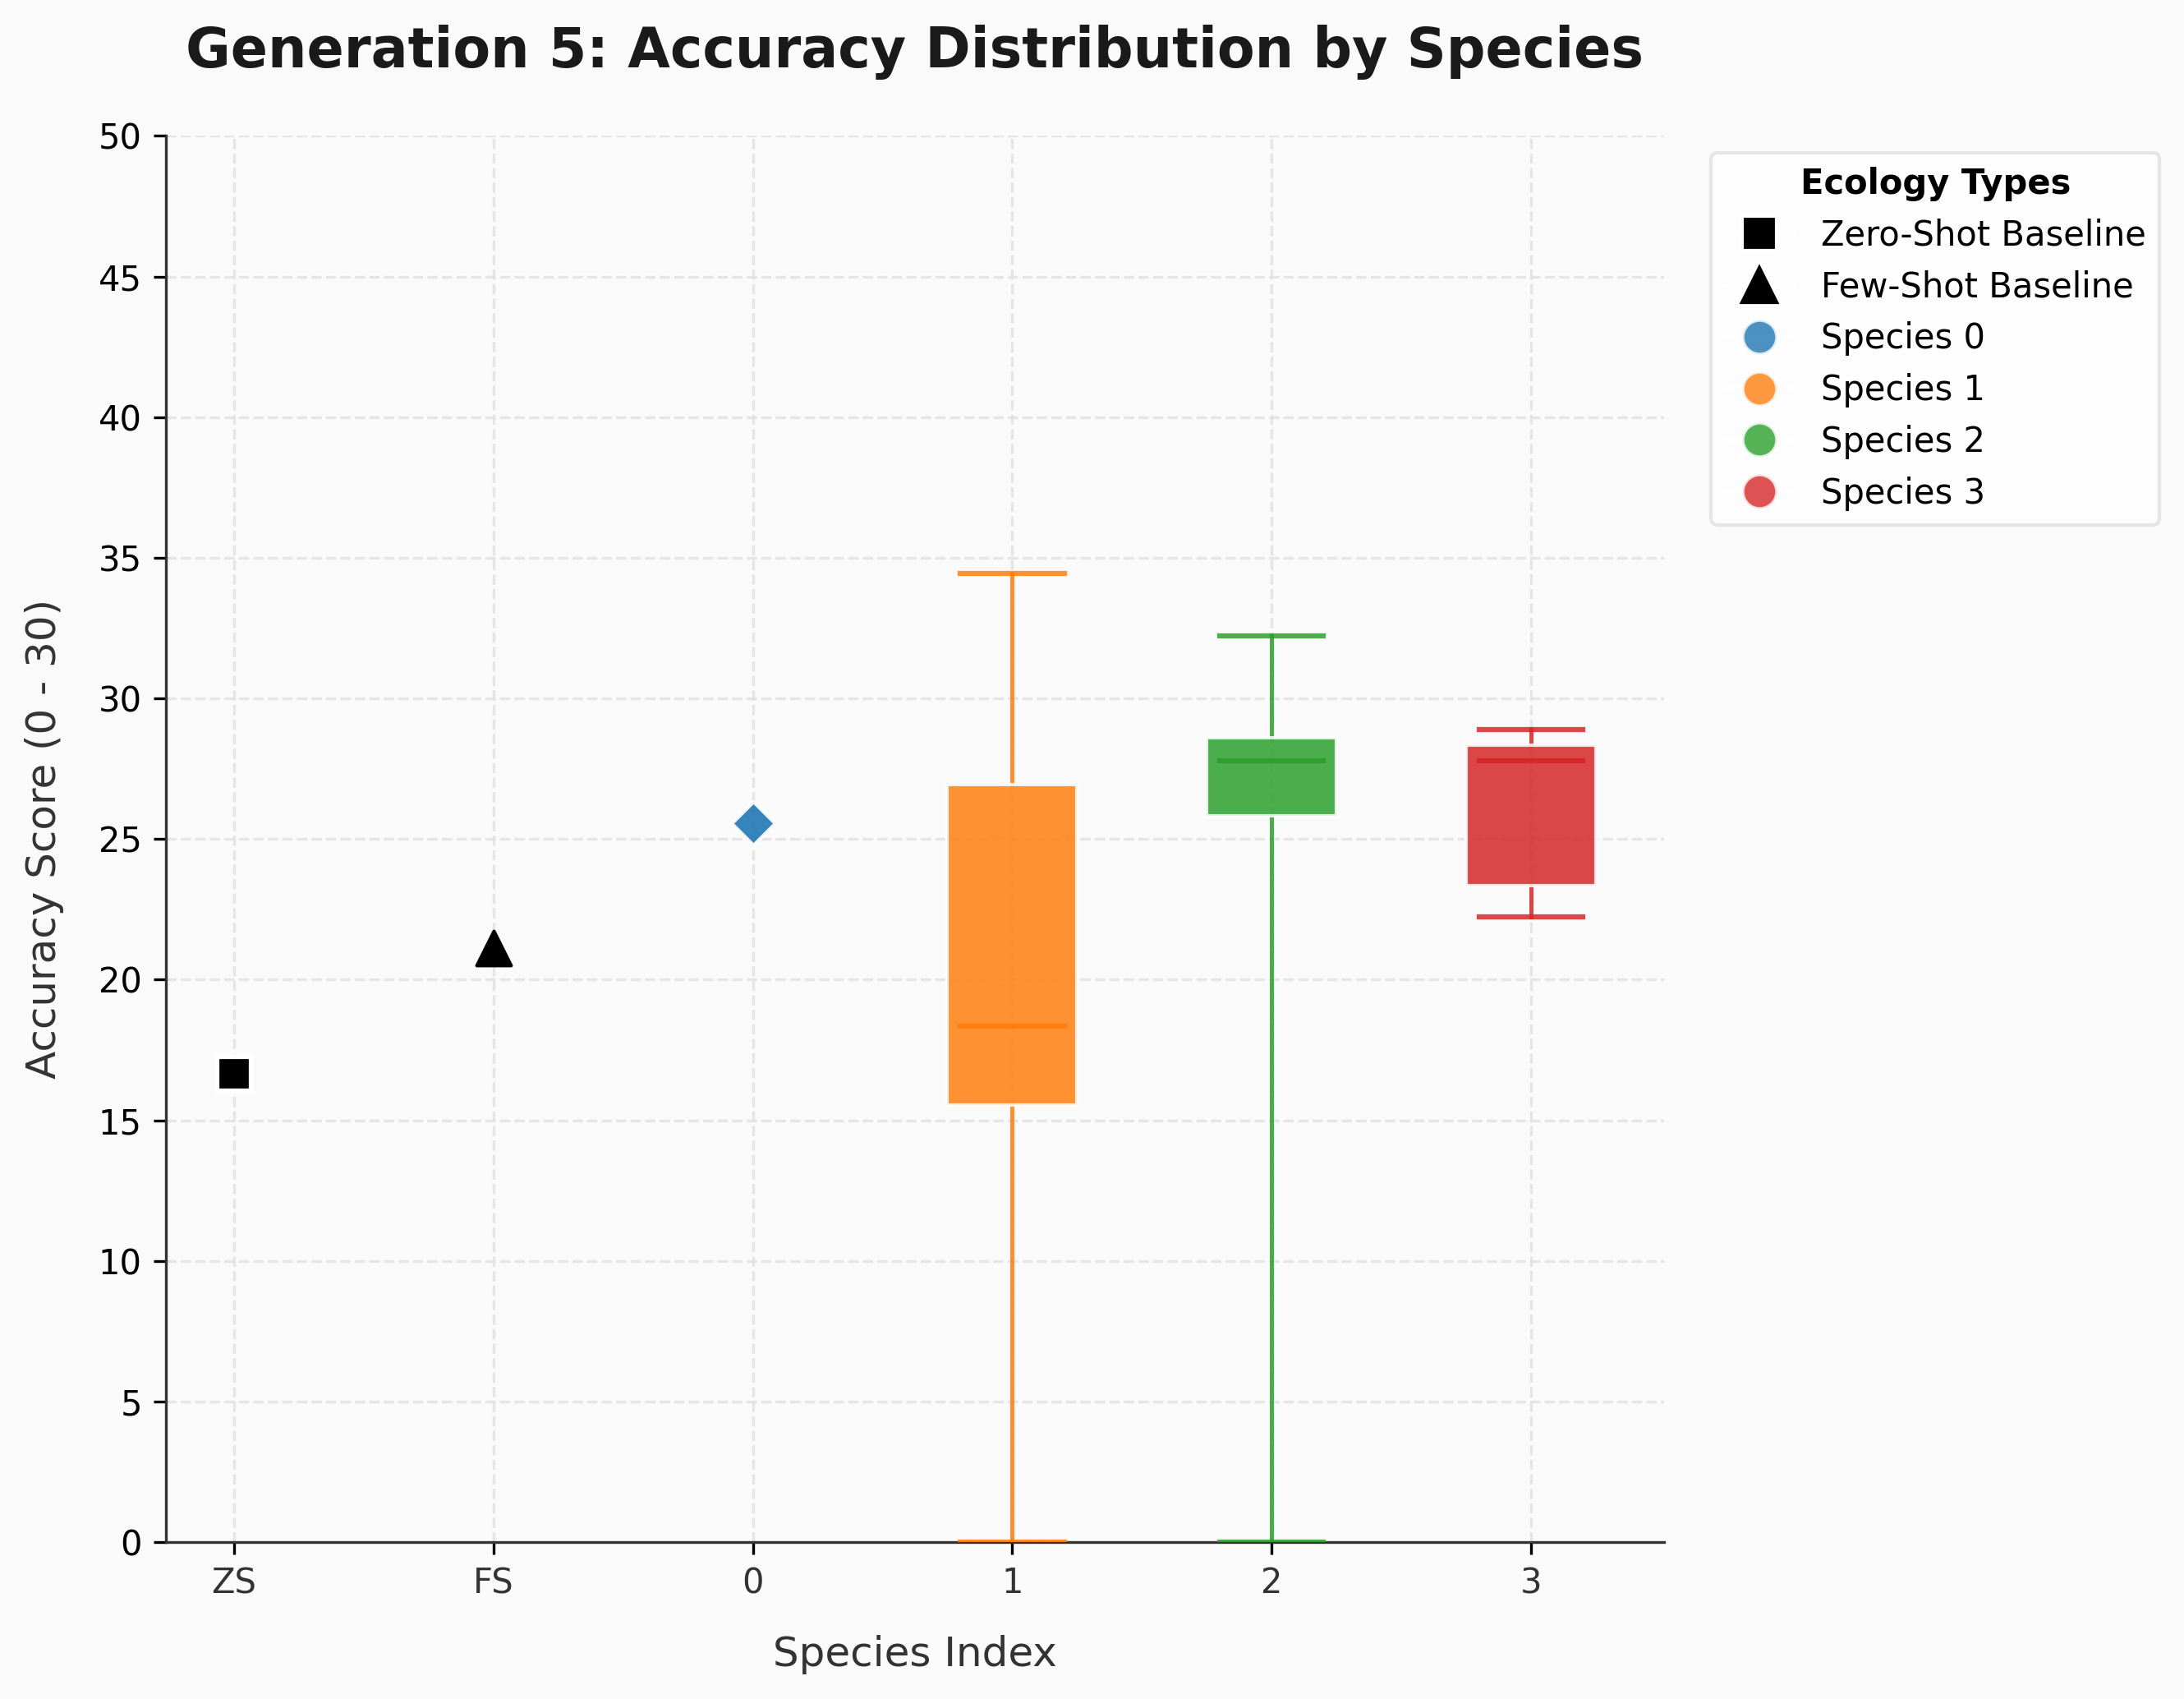 Generation 5: Accuracy Distribution by Species
50
45
40
35
30
25
20
15
10
5
0
Accuracy Score (0 - 30)
ZS
FS
0
1
2
3
Species Index
Ecology Types
Zero-Shot Baseline
Few-Shot Baseline
Species 0
Species 1
Species 2
Species 3